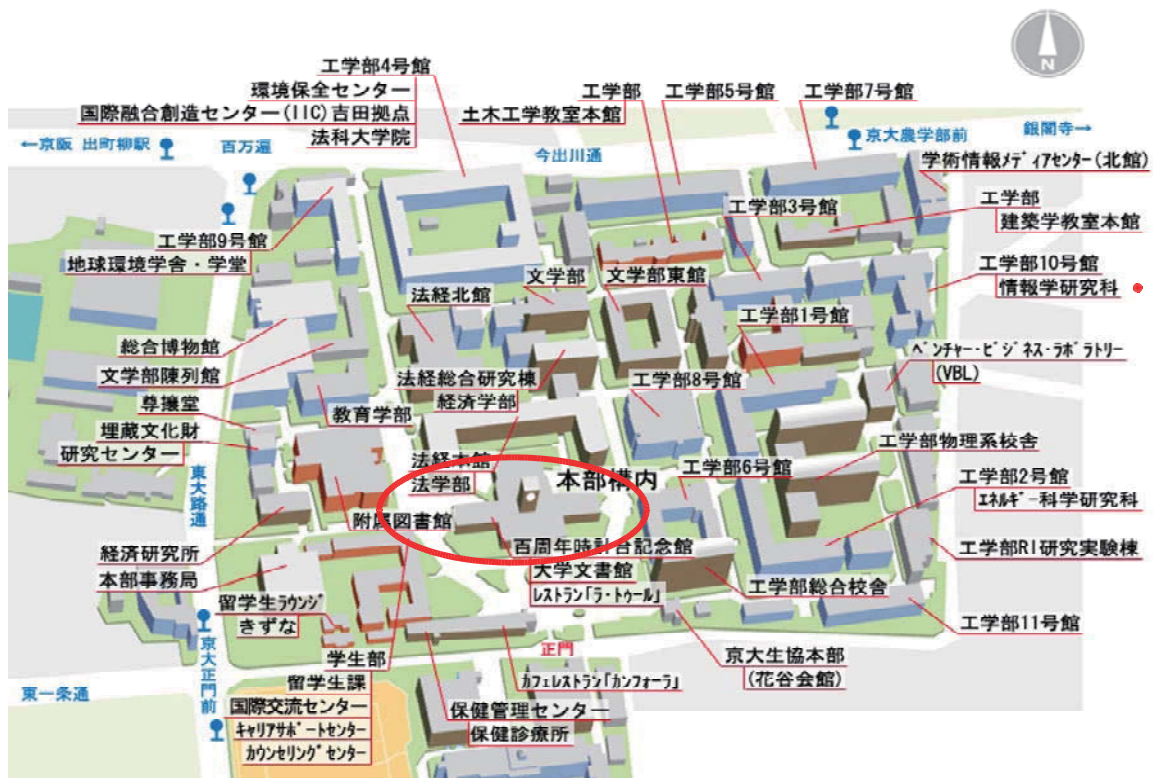 工学部4号館
環境保全センター
国際融合創造センター(IIC)吉田拠点
法科大学院
工学部
土木工学教室本館
工学部5号館
工学部7号館
N
←京阪 出町柳駅
百万遍
今出川通
京大農学部前
銀閣寺→
学術情報メディアセンター(北館)
工学部
建築学教室本館
工学部3号館
工学部9号館
地球環境学舎・学堂
文学部
文学部東館
法経北館
工学部10号館
情報学研究科
工学部1号館
総合博物館
ベンチャー・ビジネス・ラボラトリー
(VBL)
文学部陳列館
法経総合研究棟
経済学部
工学部8号館
尊攘堂
教育学部
埋蔵文化財
研究センター
工学部物理系校舎
法経本館
法学部
本部構内
工学部6号館
工学部2号館
エネルギー科学研究科
東大路通
附属図書館
百周年時計台記念館
大学文書館
レストラン「ラ・トゥール」
経済研究所
本部事務局
工学部RI研究実験棟
工学部総合校舎
留学生ラウンジ
きずな
工学部11号館
正門
京大正門前
学生部
留学生課
国際交流センター
キャリアサポートセンター
カウンセリングセンター
カフェレストラン「カンフォーラ」
京大生協本部
(花谷会館)
保健管理センター
保健診療所
東一条通